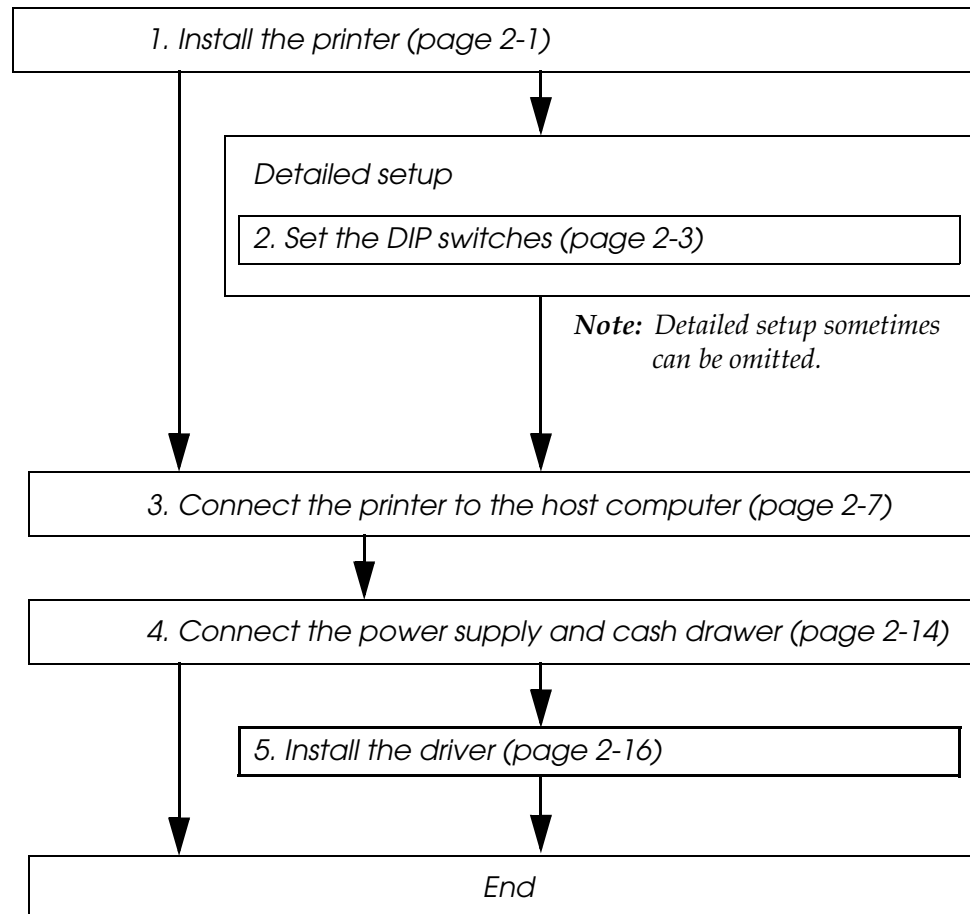 1. Install the printer (page 2-1)
Detailed setup
2. Set the DIP switches (page 2-3)
Note: Detailed setup sometimes
can be omitted.
3. Connect the printer to the host computer (page 2-7)
4. Connect the power supply and cash drawer (page 2-14)
5. Install the driver (page 2-16)
End